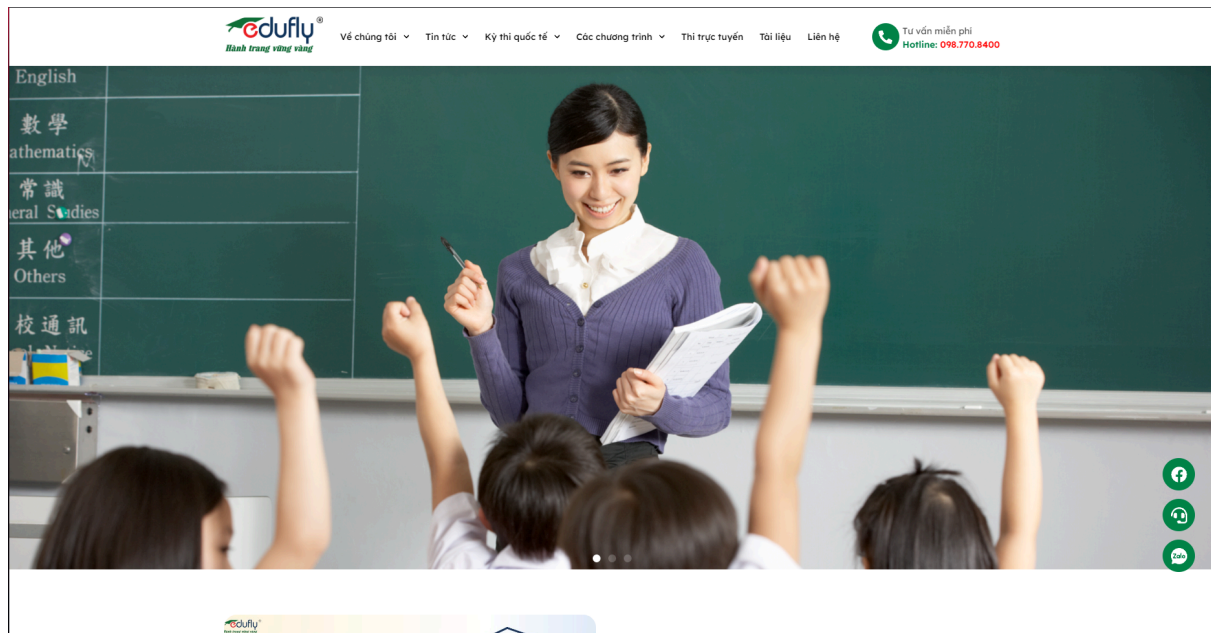 edufly®
Hành trang vững vàng
Về chúng tôi
Tin tức
Kỳ thi quốc tế
Các chương trình
Thi trực tuyến
Tài liệu
Liên hệ
Tư vấn miễn phí
Hotline: 098.770.8400
English
數學
athematics
常識
neral Studies
其他
Others
校通訊
Zalo
edufly